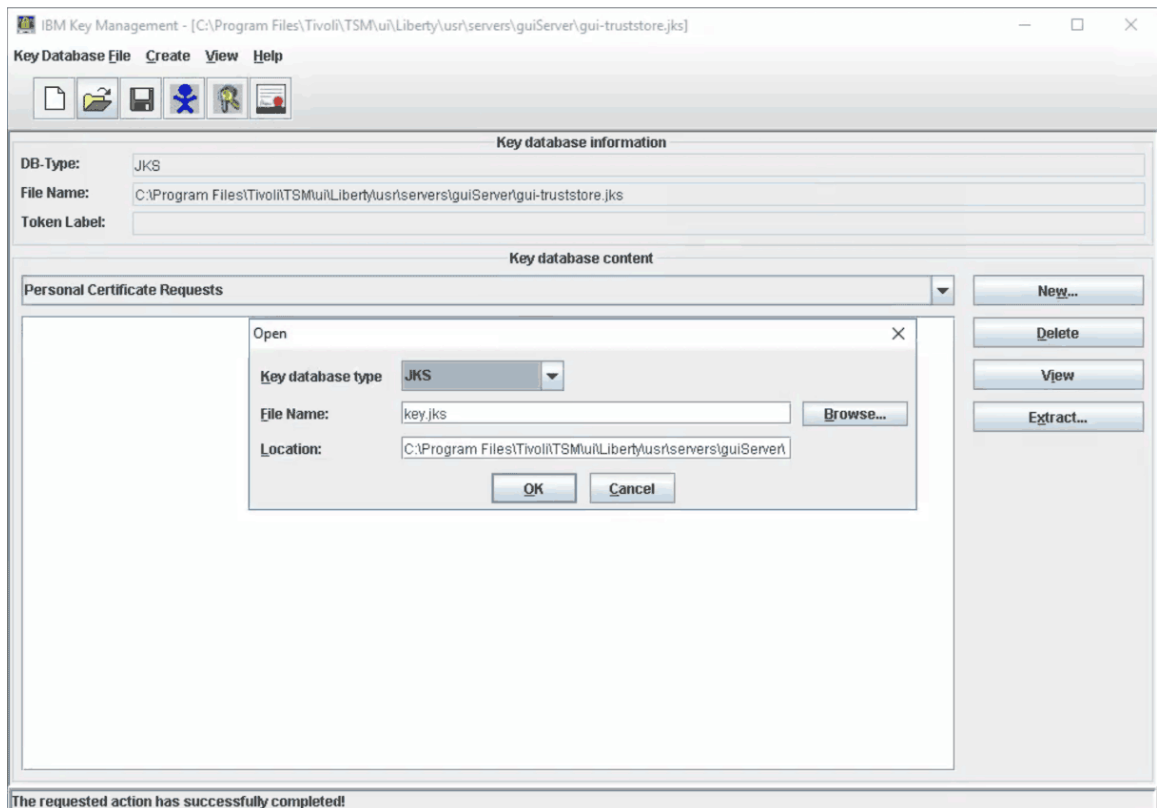 IBM Key Management - [C:\Program Files\Tivoli\TSM\ui\Liberty\usr\servers\guiServer\gui-truststore.jks]
Key Database File Create View Help
Key database information
DB-Type: JKS
File Name: C:\Program Files\Tivoli\TSM\ui\Liberty\usr\servers\guiServer\gui-truststore.jks
Token Label:
Key database content
Personal Certificate Requests
New...
Open
Delete
Key database type JKS
View
File Name: key.jks Browse...
Extract...
Location: C:\Program Files\Tivoli\TSM\ui\Liberty\usr\servers\guiServer\
OK Cancel
The requested action has successfully completed!